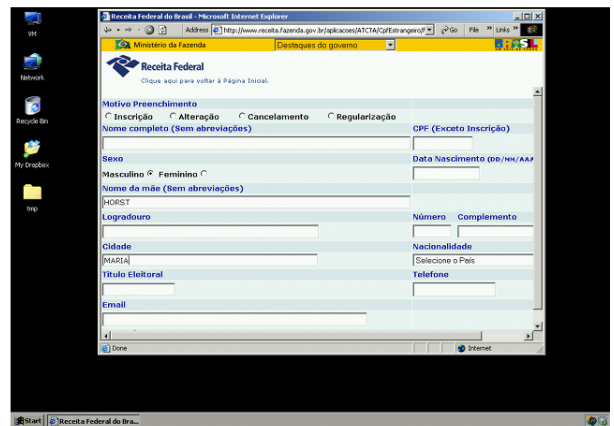 Receita Federal do Brasil - Microsoft Internet Explorer
Address http://www.receita.fazenda.gov.br/aplicacoes/ATCTA/CpfEstrangeiro/f Go File » Links »
Ministério da Fazenda Destaques do governo
Receita Federal
Clique aqui para voltar à Página Inicial.
Motivo Preenchimento
Inscrição Alteração Cancelamento Regularização
Nome completo (Sem abreviações) CPF (Exceto Inscrição)
Sexo Data Nascimento (DD/MM/AAA
Masculino Feminino
Nome da mãe (Sem abreviações)
HORST
Logradouro Número Complemento
Cidade Nacionalidade
MARIA Selecione o País
Titulo Eleitoral Telefone
Email
Done Internet
VM
Network
Recycle Bin
My Dropbox
tmp
Start Receita Federal do Bra...